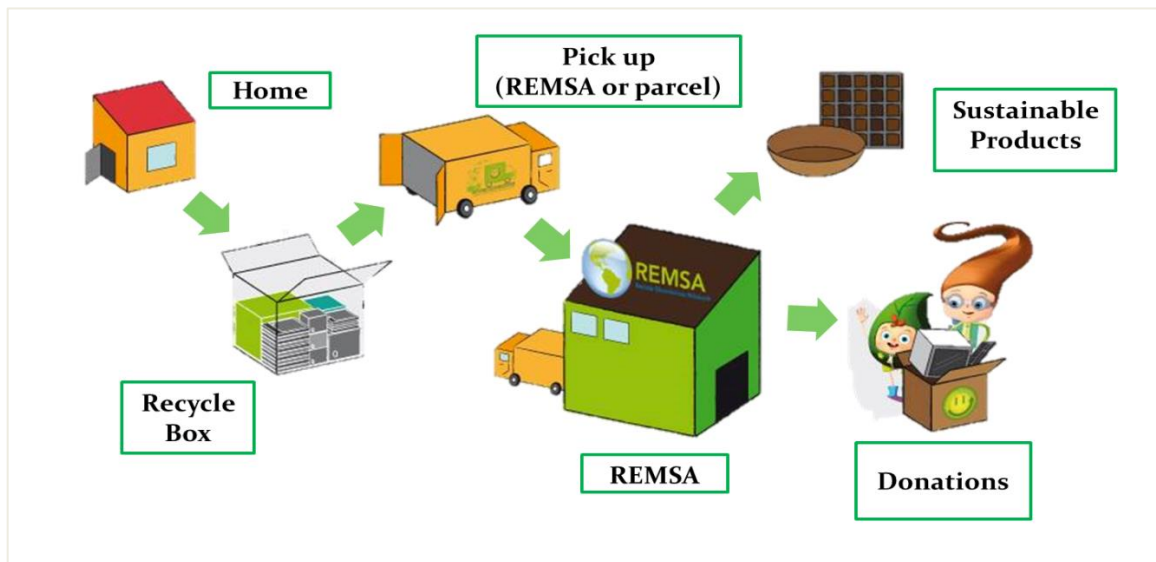 Home
Pick up
(REMSA or parcel)
Sustainable
Products
REMSA
Recycle
Box
REMSA
Donations